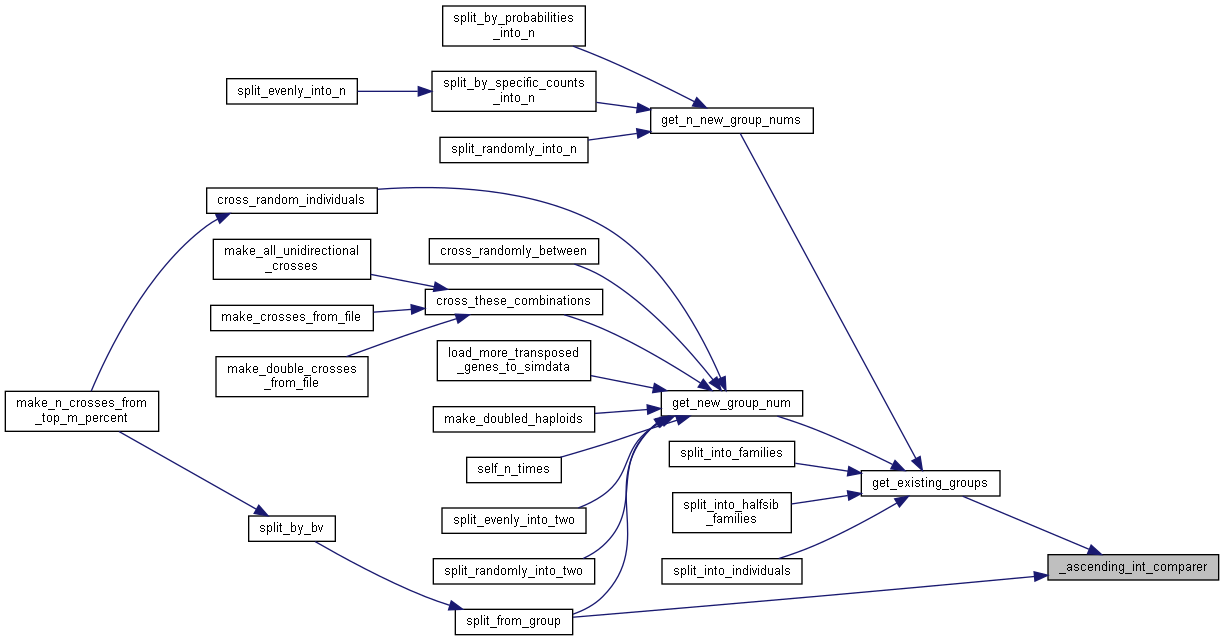 split_by_probabilities
_into_n
split_evenly_into_n
split_by_specific_counts
_into_n
get_n_new_group_nums
split_randomly_into_n
cross_random_individuals
make_all_unidirectional
_crosses
cross_randomly_between
cross_these_combinations
make_crosses_from_file
load_more_transposed
_genes_to_simdata
make_double_crosses
_from_file
make_n_crosses_from
_top_m_percent
get_new_group_num
make_doubled_haploids
split_into_families
self_n_times
get_existing_groups
split_into_halfsib
_families
split_evenly_into_two
split_by_bv
split_randomly_into_two
split_into_individuals
_ascending_int_comparer
split_from_group